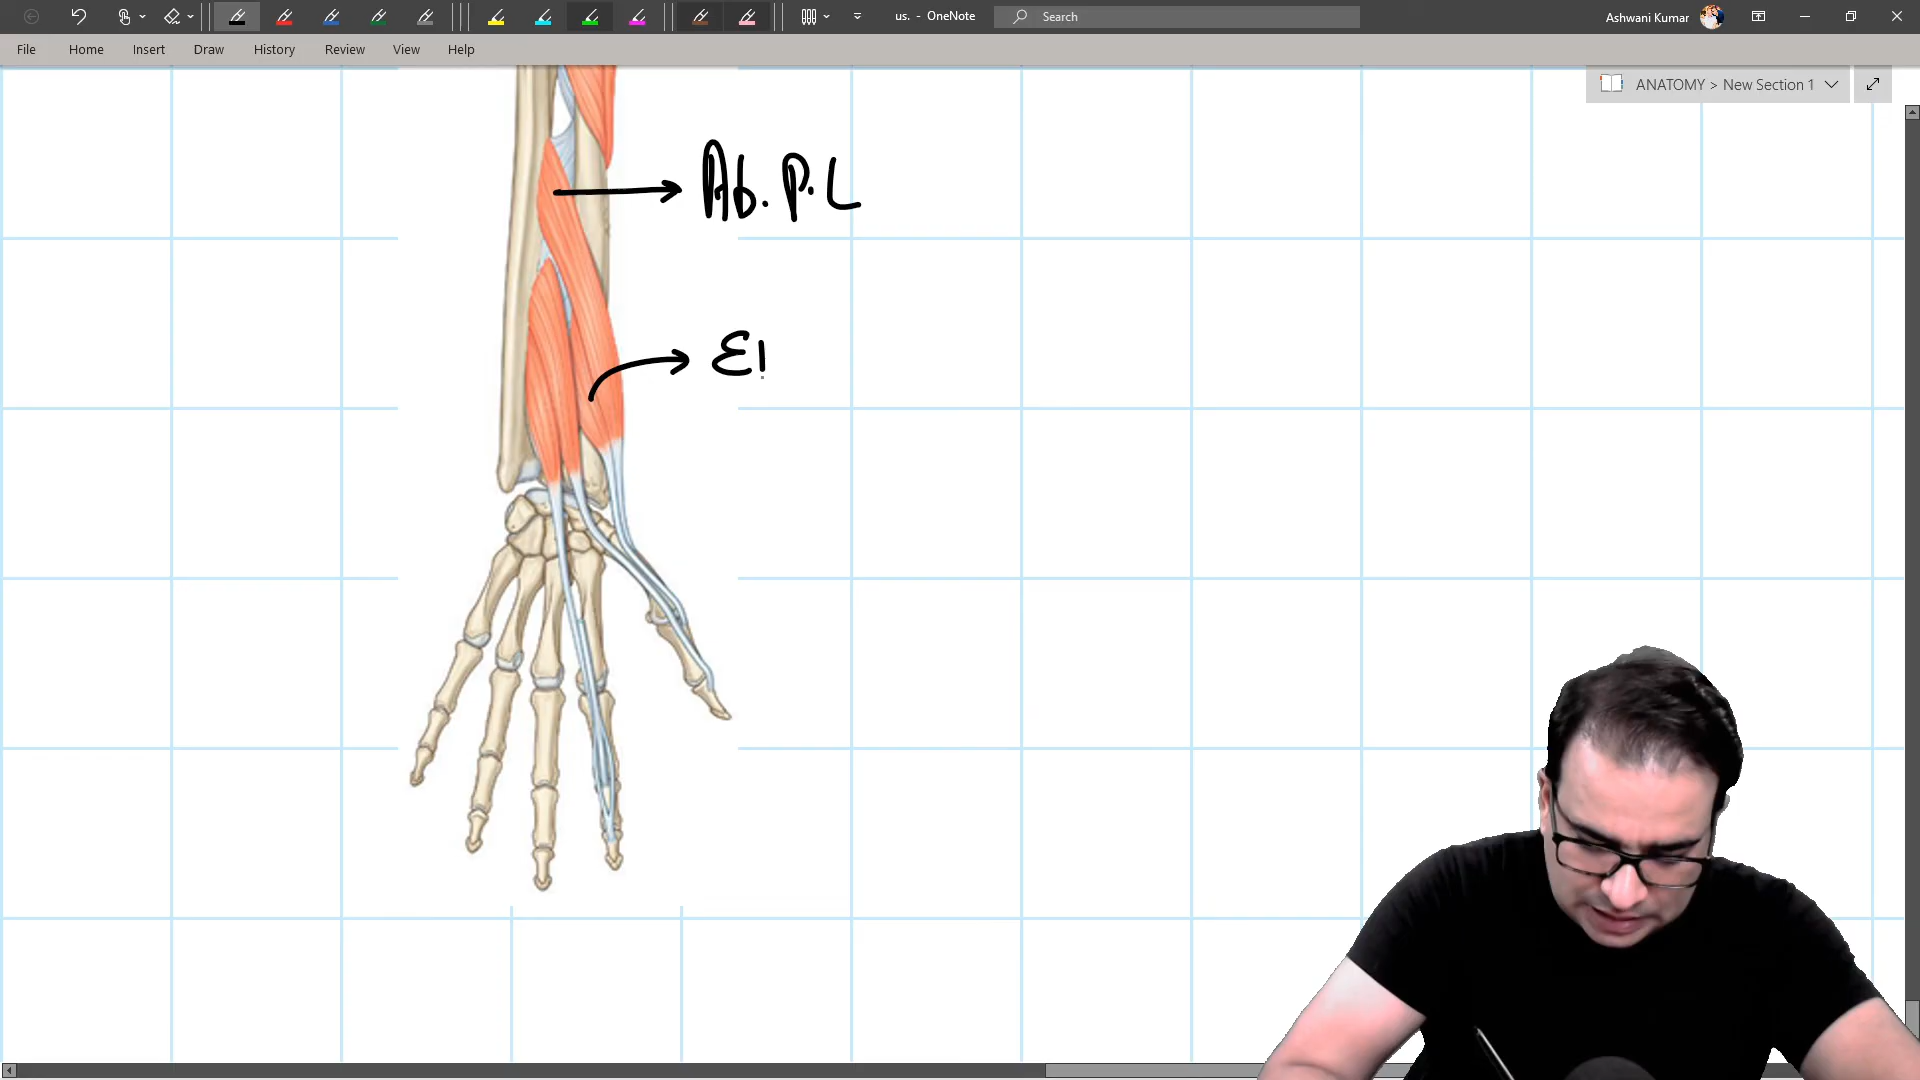 us. - OneNote
Search
Ashwani Kumar
File Home Insert Draw History Review View Help
ANATOMY > New Section 1
Ab. P. L